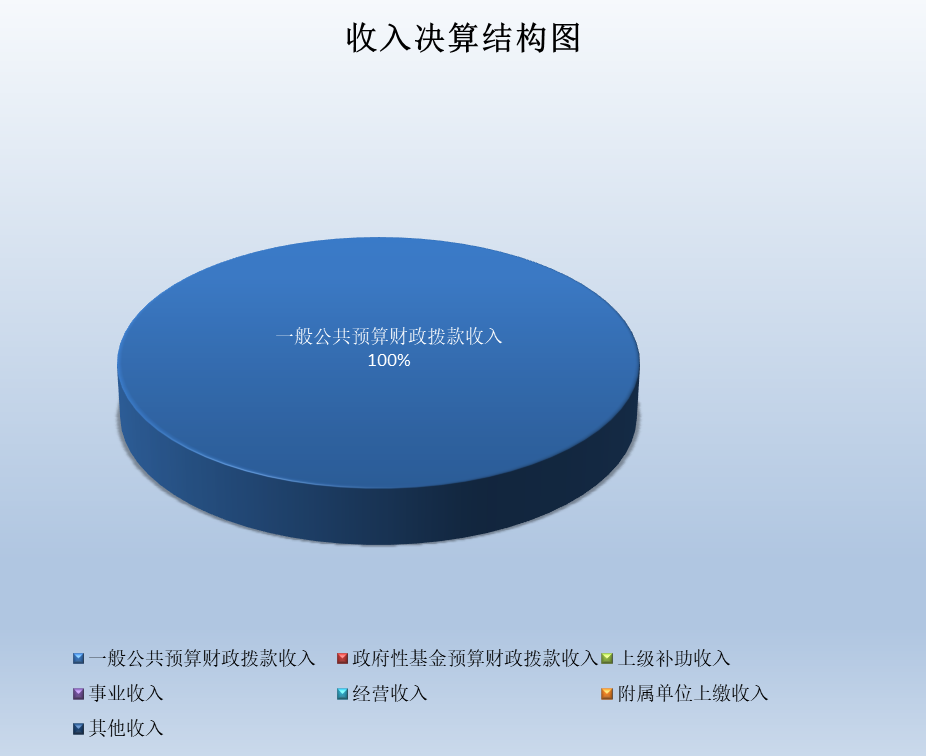 收入决算结构图
一般公共预算财政拨款收入
100%
一般公共预算财政拨款收入 政府性基金预算财政拨款收入 上级补助收入
事业收入 经营收入 附属单位上缴收入
其他收入